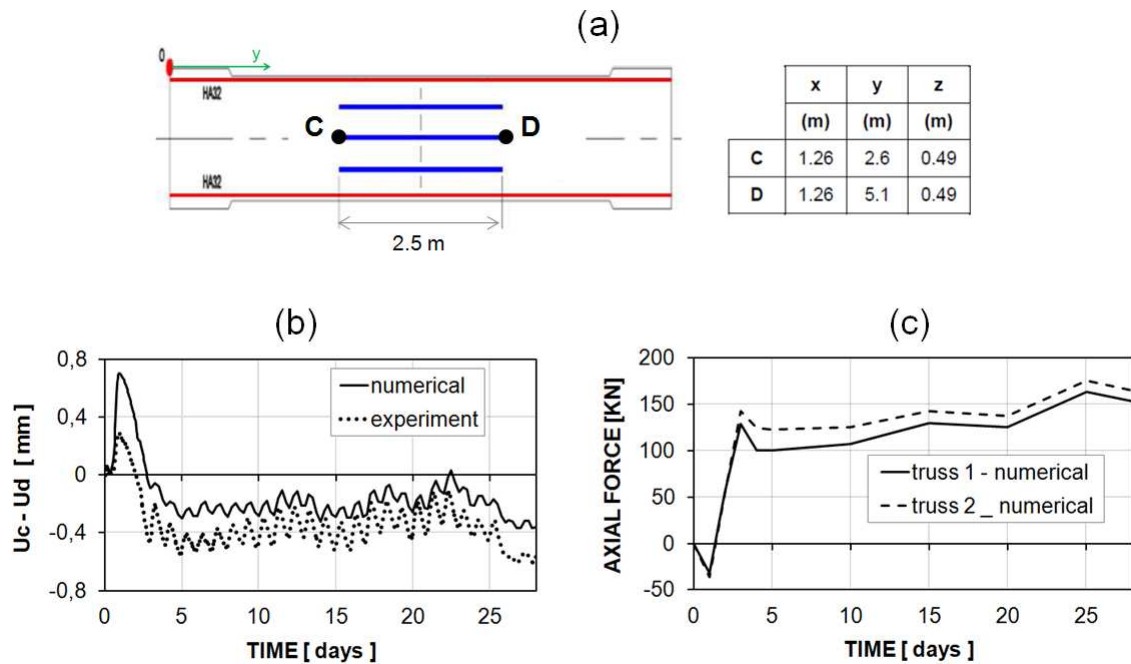 (a)
0
y
HA32
C
D
HA32
2.5 m
x y z
(m) (m) (m)
C 1.26 2.6 0.49
D 1.26 5.1 0.49
(b)
0,8
0,4
0
-0,4
-0,8
Uc - Ud [ mm ]
numerical
experiment
0 5 10 15 20 25
TIME [ days ]
(c)
200
150
100
50
0
-50
AXIAL FORCE [KN]
truss 1 - numerical
truss 2 _ numerical
0 5 10 15 20 25
TIME [ days ]